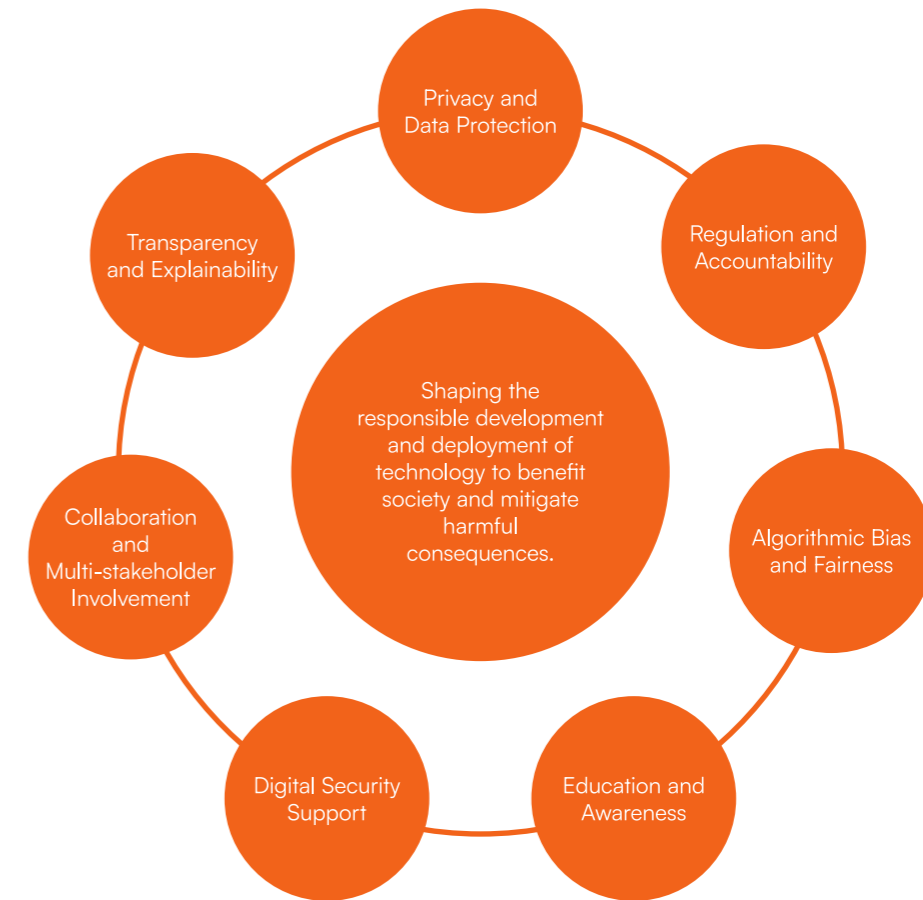 Privacy and
Data Protection
Regulation and
Accountability
Algorithmic Bias
and Fairness
Education and
Awareness
Digital Security
Support
Collaboration
and
Multi-stakeholder
Involvement
Transparency
and Explainability
Shaping the
responsible development
and deployment of
technology to benefit
society and mitigate
harmful
consequences.